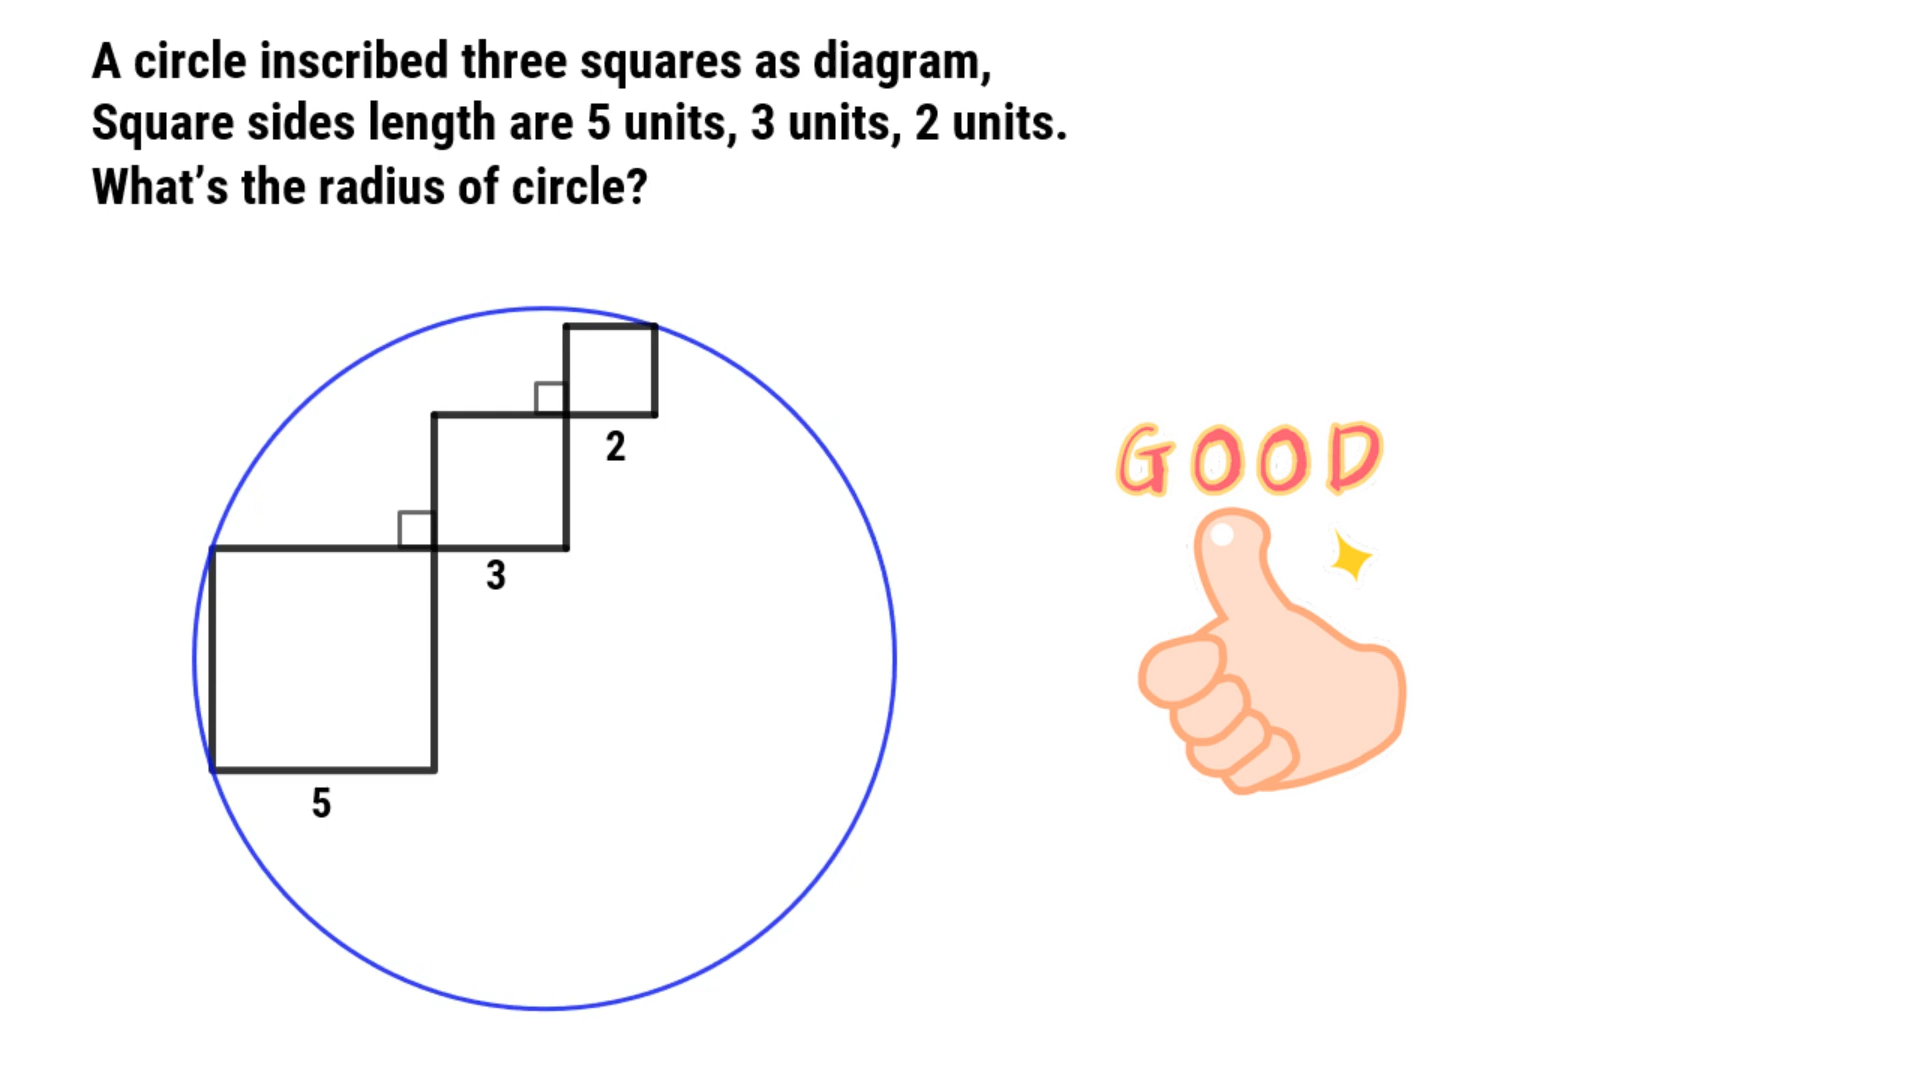 A circle inscribed three squares as diagram,
Square sides length are 5 units, 3 units, 2 units.
What’s the radius of circle?
GOOD
2
3
5